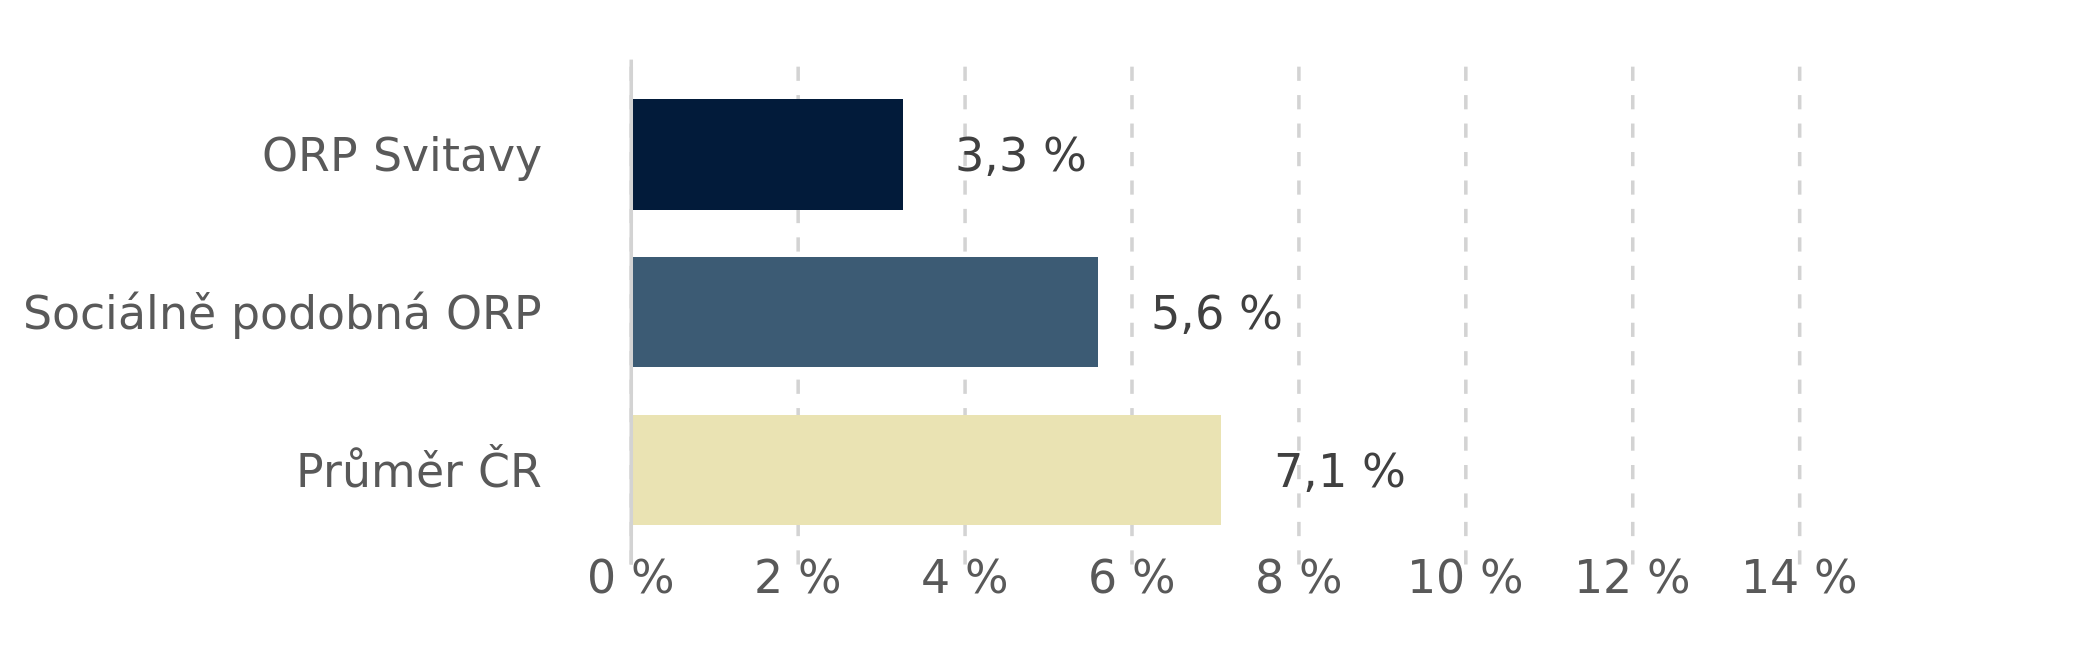 ORP Svitavy
3,3 %
Sociálně podobná ORP
5,6 %
Průměr ČR
7,1 %
0 % 2 % 4 % 6 % 8 % 10 % 12 % 14 %